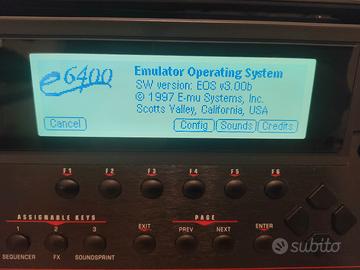 e6400
Emulator Operating System
SW version: EOS v3.00b
© 1997 E-mu Systems, Inc.
Scotts Valley, California, USA
Cancel Config Sounds Credits
F1 F2 F3 F4 F5 F6
ASSIGNABLE KEYS PAGE
1 2 3 EXIT PREV NEXT ENTER
SEQUENCER FX SOUNDSPRINT
subito